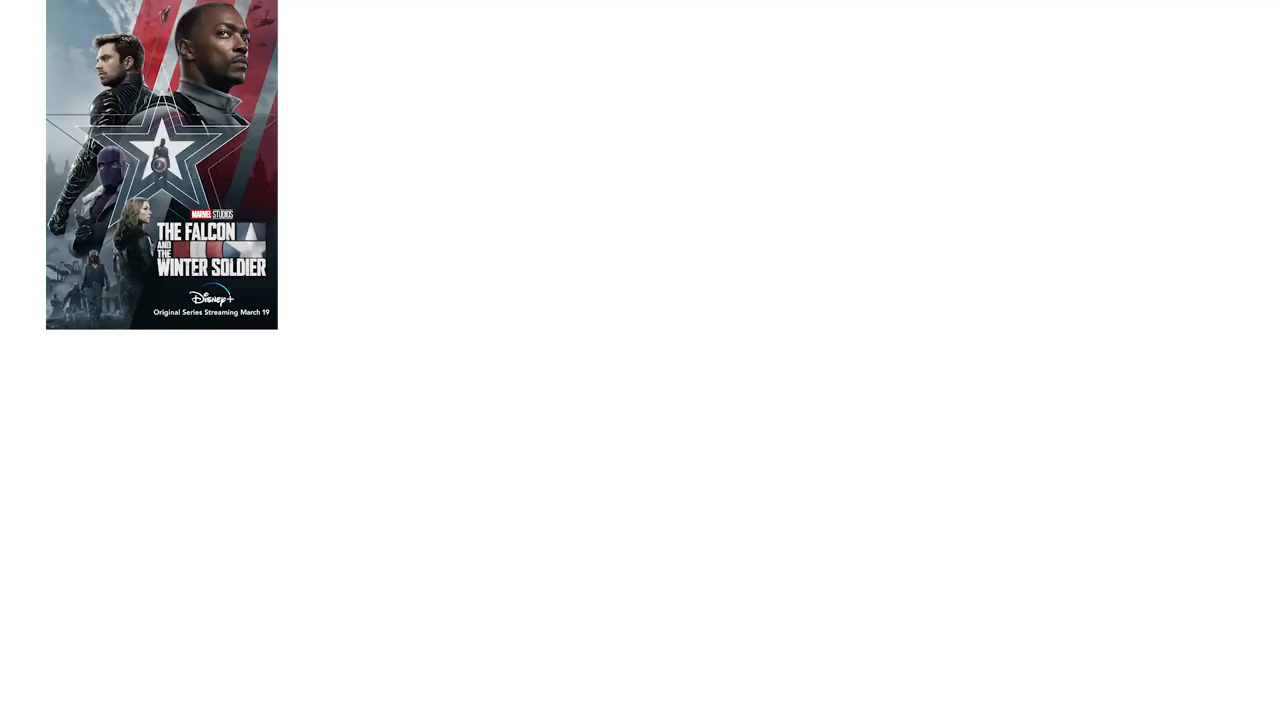 MARVEL STUDIOS
THE FALCON
AND
THE
WINTER SOLDIER
Disney+
Original Series Streaming March 19